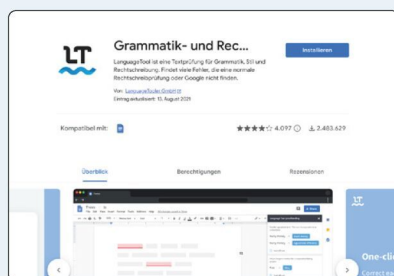 LT
Grammatik- und Rec...
Installieren
LanguageTool ist eine Textprüfung für Grammatik, Stil und
Rechtschreibung. Findet viele Fehler, die eine normale
Rechtschreibprüfung oder Google nicht finden.
Von: LanguageTooler GmbH
Eintrag aktualisiert: 13. August 2021
Kompatibel mit:
4.097
2.483.629
Überblick
Berechtigungen
Rezensionen
LT
One-cli